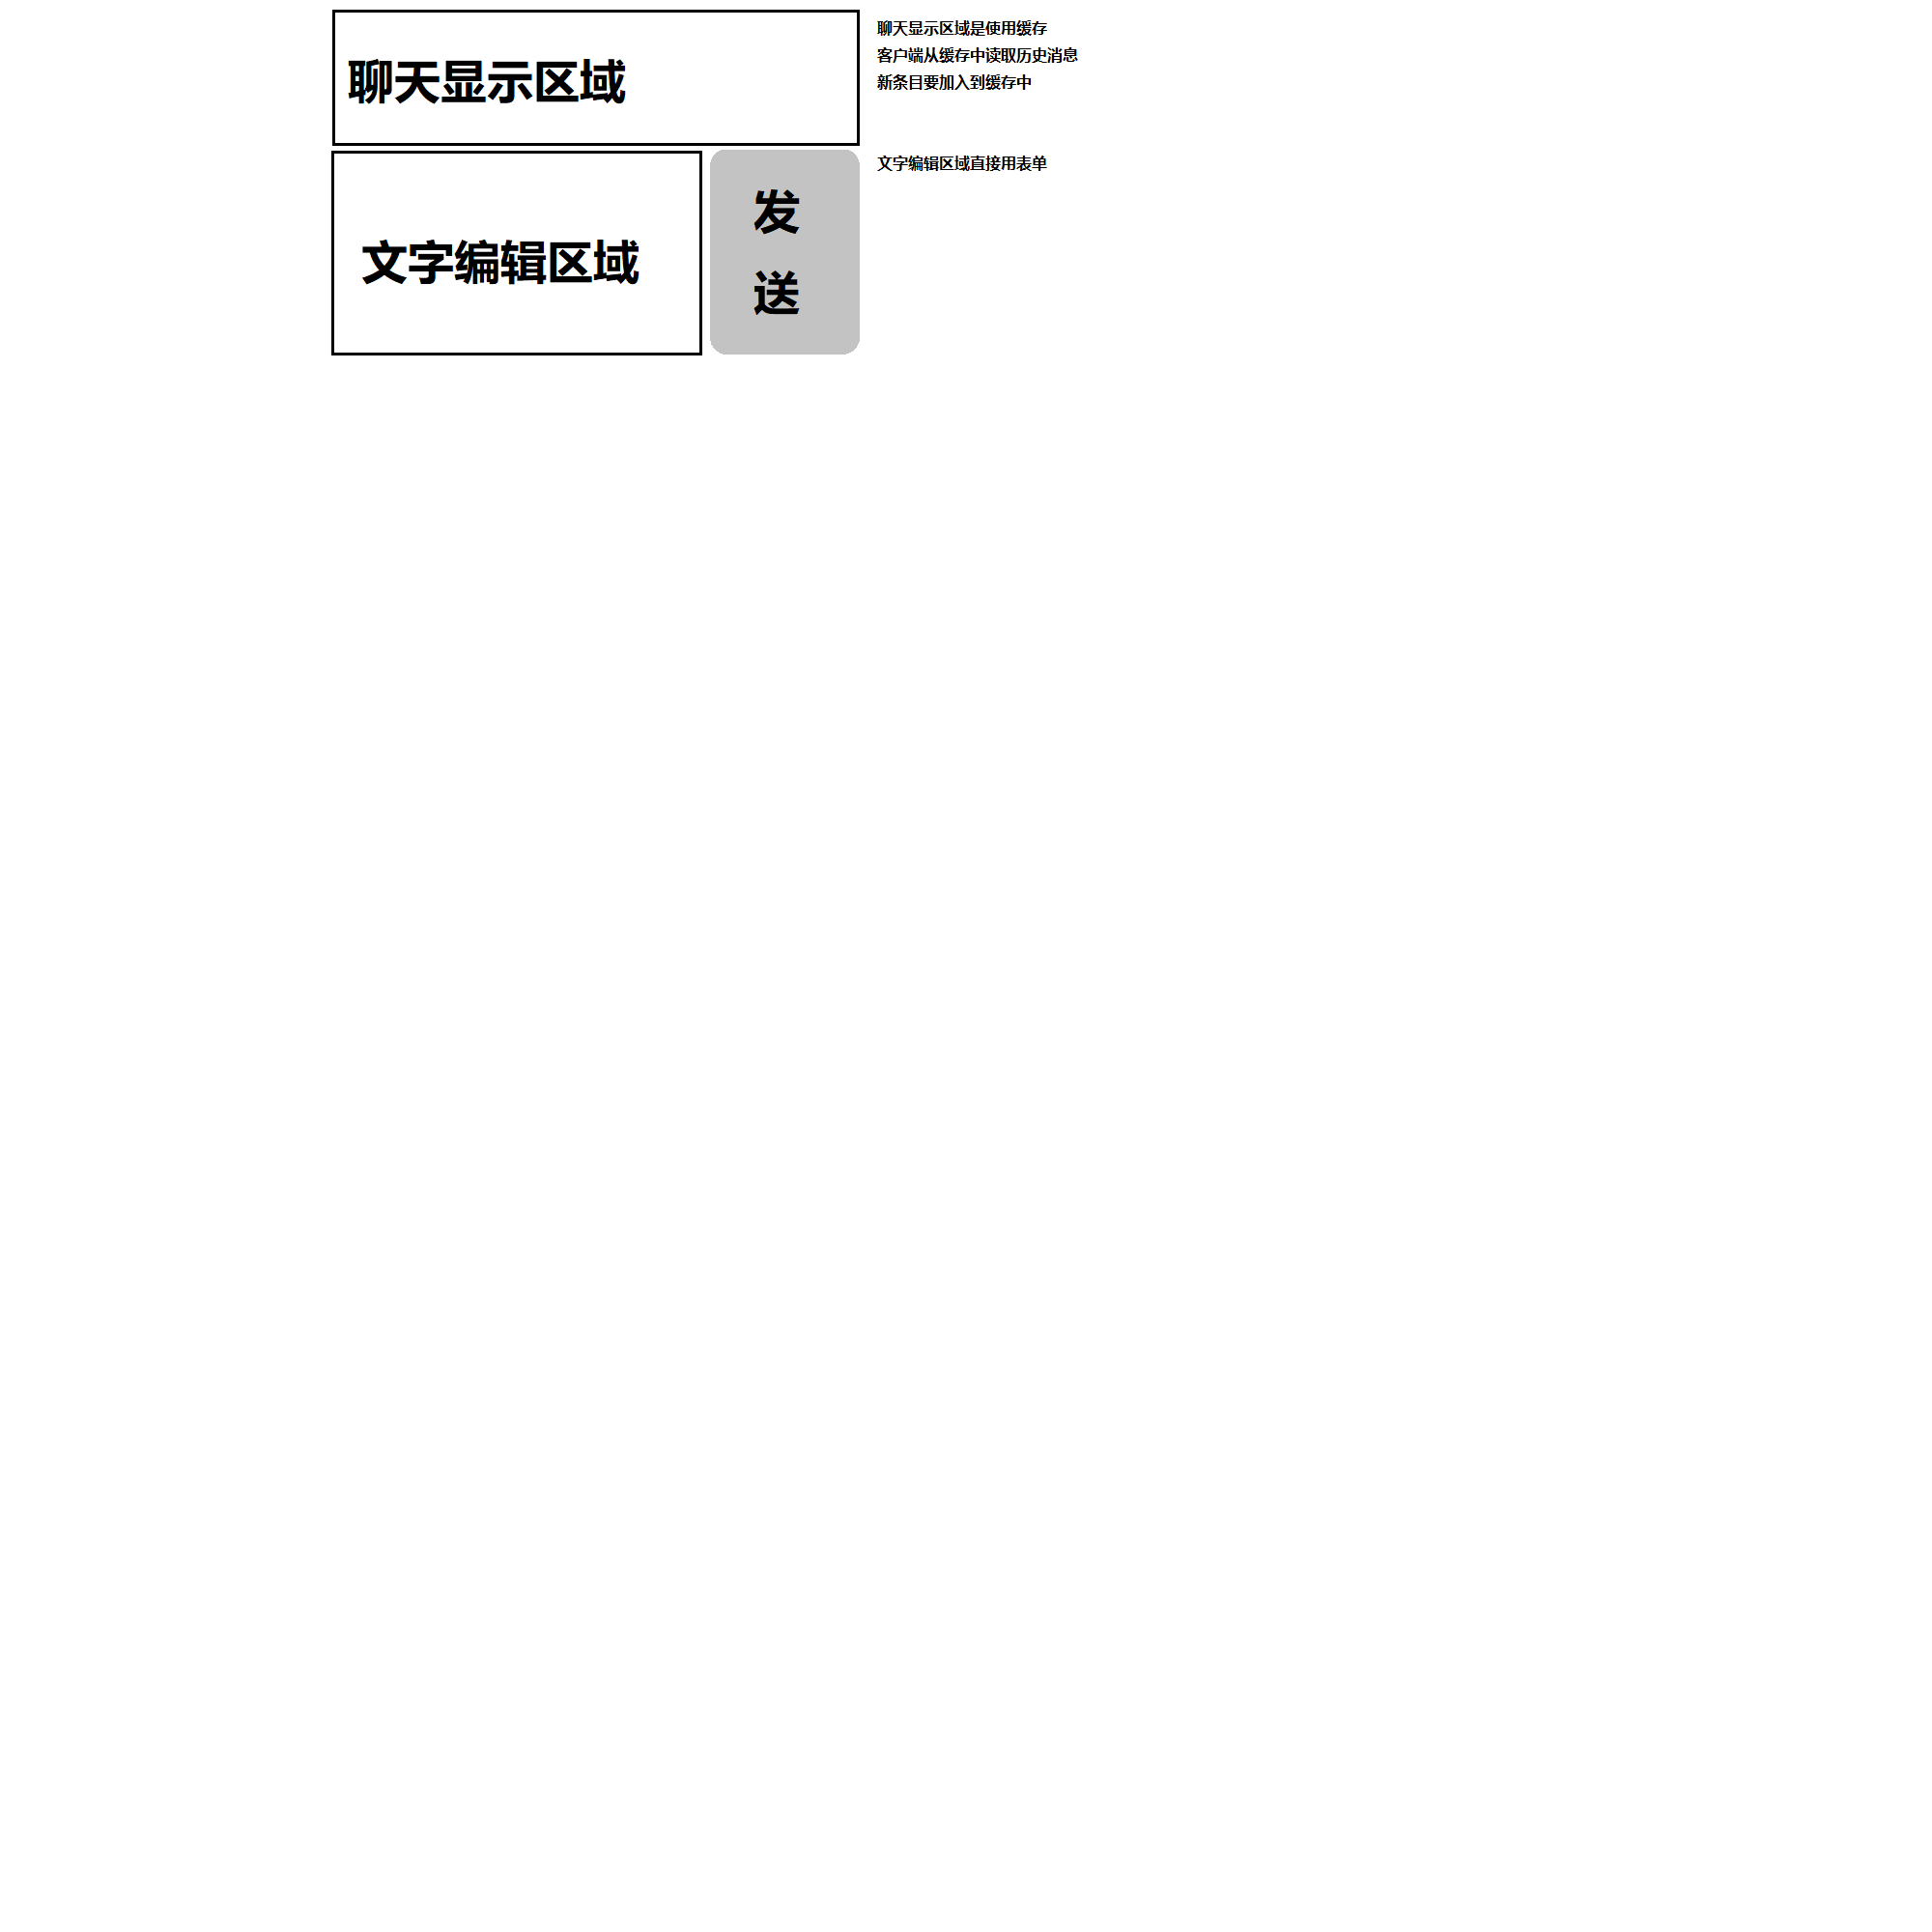 聊天显示区域
聊天显示区域是使用缓存
客户端从缓存中读取历史消息
新条目要加入到缓存中
文字编辑区域
发
送
文字编辑区域直接用表单